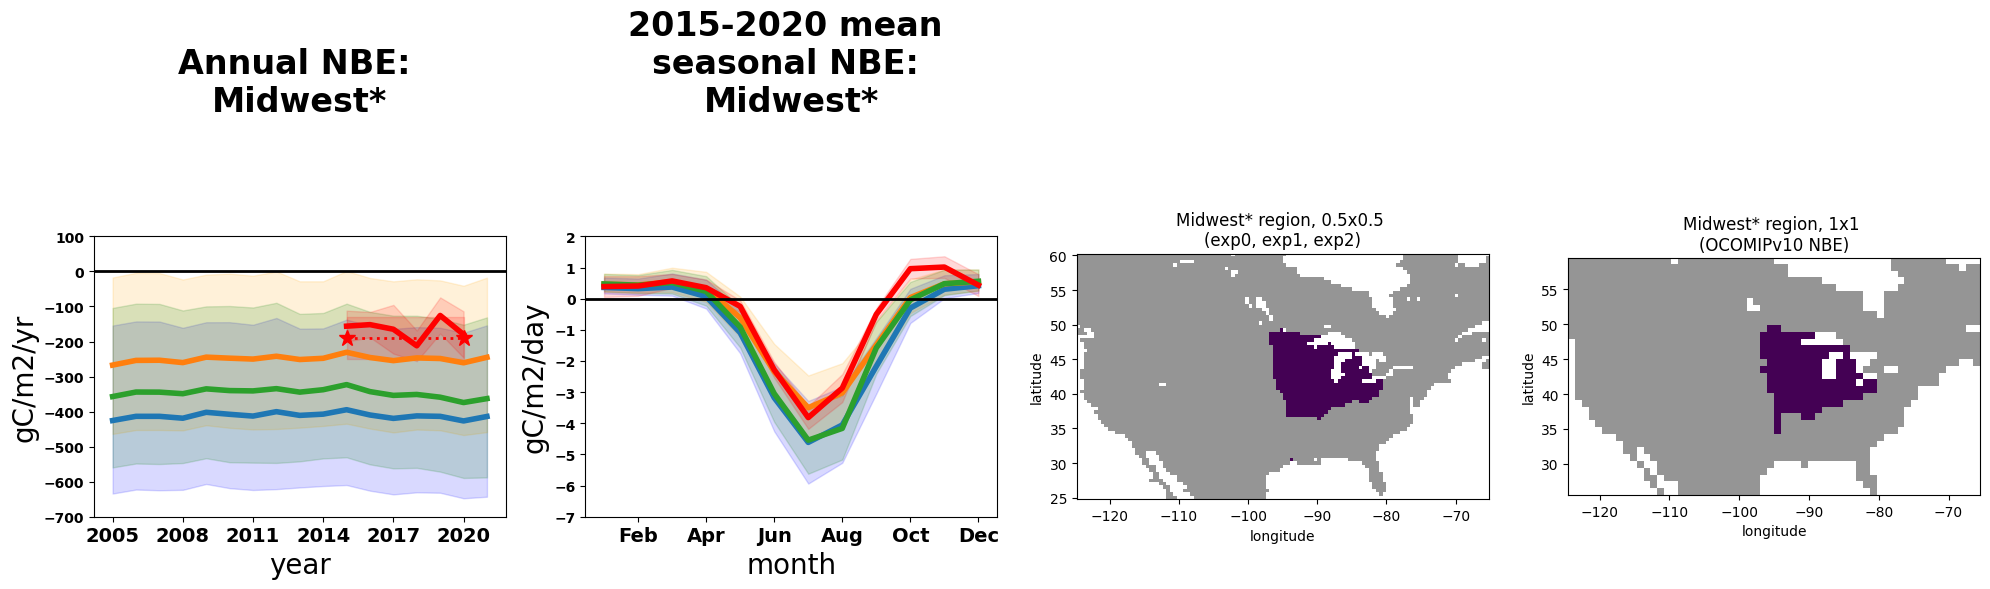 Annual NBE:
Midwest*
2015-2020 mean
seasonal NBE:
Midwest*
gC/m2/yr
100
0
−100
−200
−300
−400
−500
−600
−700
2005 2008 2011 2014 2017 2020
year
gC/m2/day
2
1
0
−1
−2
−3
−4
−5
−6
−7
Feb Apr Jun Aug Oct Dec
month
Midwest* region, 0.5x0.5
(exp0, exp1, exp2)
latitude
60
55
50
45
40
35
30
25
−120 −110 −100 −90 −80 −70
longitude
Midwest* region, 1x1
(OCOMIPv10 NBE)
latitude
55
50
45
40
35
30
−120 −110 −100 −90 −80 −70
longitude